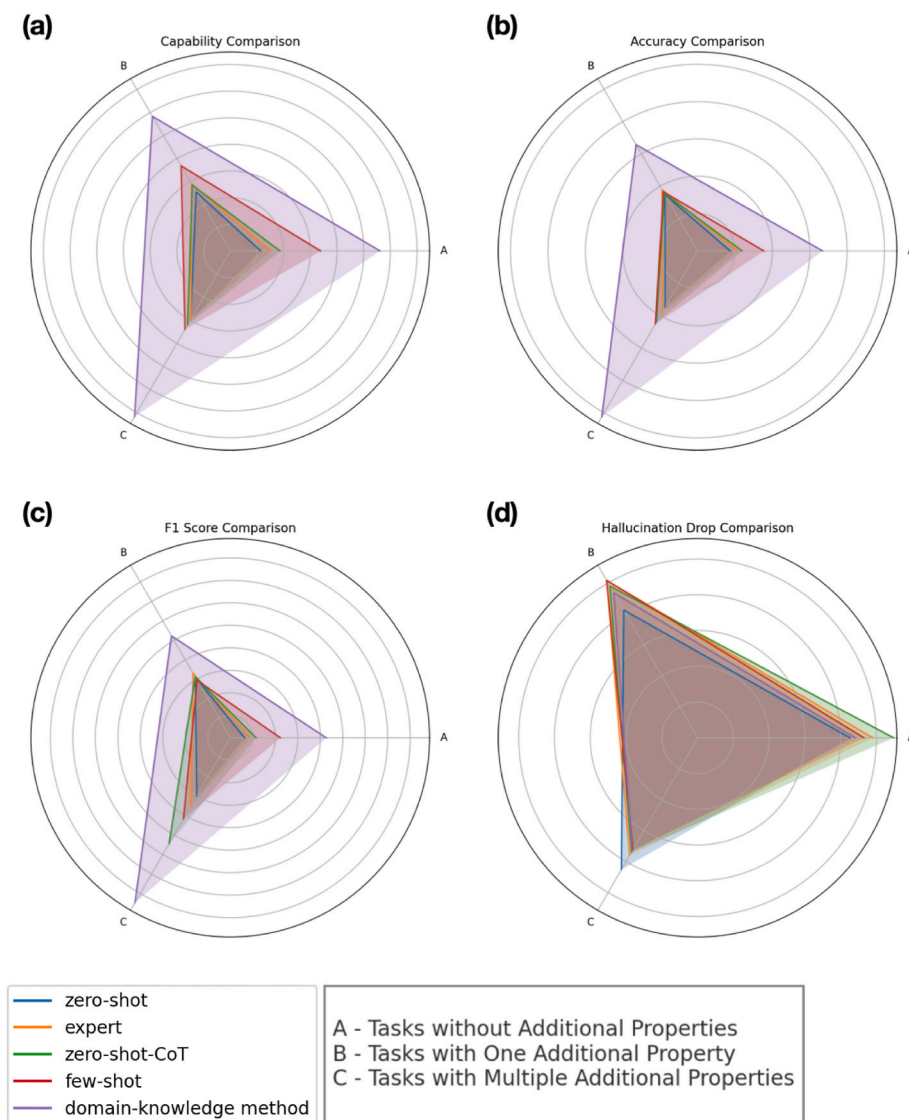 (a)
Capability Comparison
B
A
C
(b)
Accuracy Comparison
B
A
C
(c)
F1 Score Comparison
B
A
C
(d)
Hallucination Drop Comparison
B
A
C
zero-shot
expert
zero-shot-CoT
few-shot
domain-knowledge method
A - Tasks without Additional Properties
B - Tasks with One Additional Property
C - Tasks with Multiple Additional Properties